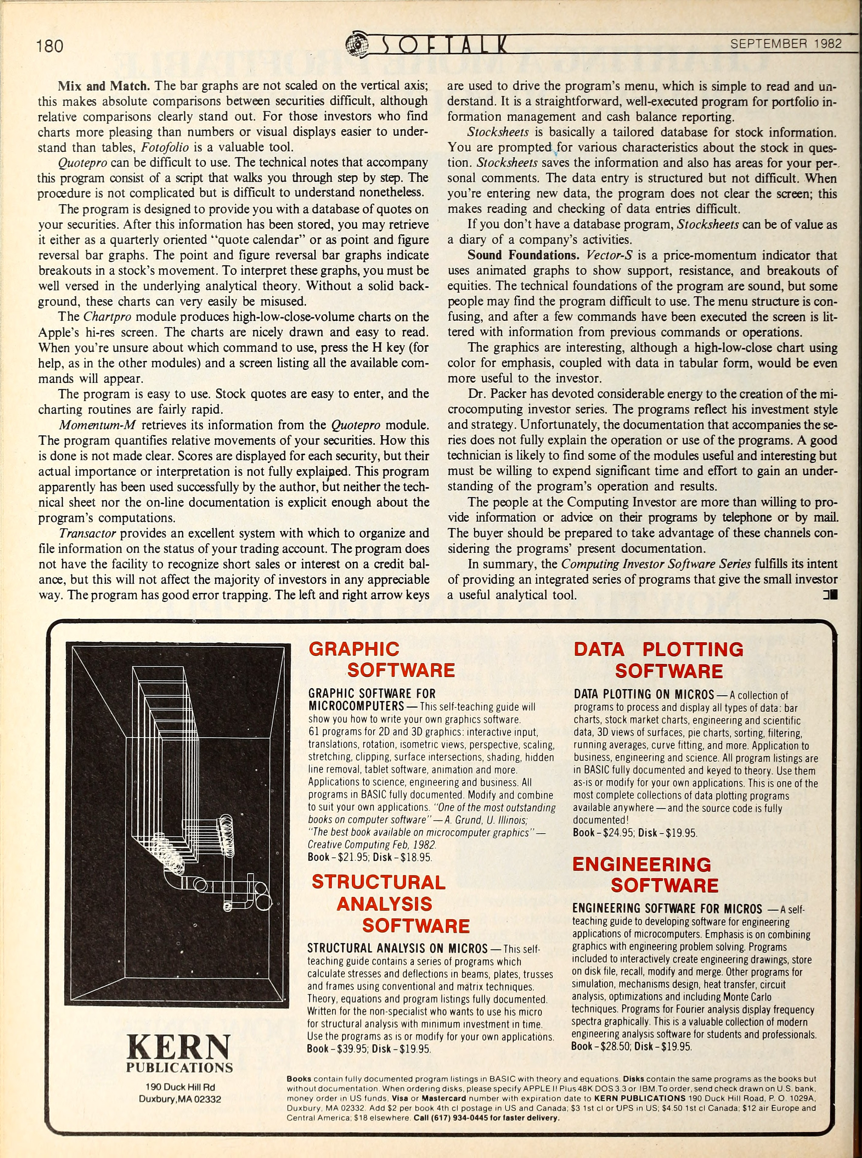 180
SOFTALK
SEPTEMBER 1982
Mix and Match. The bar graphs are not scaled on the vertical axis;
this makes absolute comparisons between securities difficult, although
relative comparisons clearly stand out. For those investors who find
charts more pleasing than numbers or visual displays easier to under-
stand than tables, Fotofolio is a valuable tool.
Quotepro can be difficult to use. The technical notes that accompany
this program consist of a script that walks you through step by step. The
procedure is not complicated but is difficult to understand nonetheless.
The program is designed to provide you with a database of quotes on
your securities. After this information has been stored, you may retrieve
it either as a quarterly oriented "quote calendar" or as point and figure
reversal bar graphs. The point and figure reversal bar graphs indicate
breakouts in a stock's movement. To interpret these graphs, you must be
well versed in the underlying analytical theory. Without a solid back-
ground, these charts can very easily be misused.
The Chartpro module produces high-low-close-volume charts on the
Apple's hi-res screen. The charts are nicely drawn and easy to read.
When you're unsure about which command to use, press the H key (for
help, as in the other modules) and a screen listing all the available com-
mands will appear.
The program is easy to use. Stock quotes are easy to enter, and the
charting routines are fairly rapid.
Momentum-M retrieves its information from the Quotepro module.
The program quantifies relative movements of your securities. How this
is done is not made clear. Scores are displayed for each security, but their
actual importance or interpretation is not fully explained. This program
apparently has been used successfully by the author, but neither the tech-
nical sheet nor the on-line documentation is explicit enough about the
program's computations.
Transactor provides an excellent system with which to organize and
file information on the status of your trading account. The program does
not have the facility to recognize short sales or interest on a credit bal-
ance, but this will not affect the majority of investors in any appreciable
way. The program has good error trapping. The left and right arrow keys
are used to drive the program's menu, which is simple to read and un-
derstand. It is a straightforward, well-executed program for portfolio in-
formation management and cash balance reporting.
Stocksheets is basically a tailored database for stock information.
You are prompted for various characteristics about the stock in ques-
tion. Stocksheets saves the information and also has areas for your per-
sonal comments. The data entry is structured but not difficult. When
you're entering new data, the program does not clear the screen; this
makes reading and checking of data entries difficult.
If you don't have a database program, Stocksheets can be of value as
a diary of a company's activities.
Sound Foundations. Vector-S is a price-momentum indicator that
uses animated graphs to show support, resistance, and breakouts of
equities. The technical foundations of the program are sound, but some
people may find the program difficult to use. The menu structure is con-
fusing, and after a few commands have been executed the screen is lit-
tered with information from previous commands or operations.
The graphics are interesting, although a high-low-close chart using
color for emphasis, coupled with data in tabular form, would be even
more useful to the investor.
Dr. Packer has devoted considerable energy to the creation of the mi-
crocomputing investor series. The programs reflect his investment style
and strategy. Unfortunately, the documentation that accompanies the se-
ries does not fully explain the operation or use of the programs. A good
technician is likely to find some of the modules useful and interesting but
must be willing to expend significant time and effort to gain an under-
standing of the program's operation and results.
The people at the Computing Investor are more than willing to pro-
vide information or advice on their programs by telephone or by mail.
The buyer should be prepared to take advantage of these channels con-
sidering the programs' present documentation.
In summary, the Computing Investor Software Series fulfills its intent
of providing an integrated series of programs that give the small investor
a useful analytical tool.
GRAPHIC
SOFTWARE
GRAPHIC SOFTWARE FOR
MICROCOMPUTERS — This self-teaching guide will
show you how to write your own graphics software.
61 programs for 2D and 3D graphics: interactive input,
translations, rotation, isometric views, perspective, scaling,
stretching, clipping, surface intersections, shading, hidden
line removal, tablet software, animation and more.
Applications to science, engineering and business. All
programs in BASIC fully documented. Modify and combine
to suit your own applications. "One of the most outstanding
books on computer software" — A. Grund, U. Illinois;
"The best book available on microcomputer graphics" —
Creative Computing Feb, 1982.
Book - $21.95; Disk - $18.95.
STRUCTURAL
ANALYSIS
SOFTWARE
STRUCTURAL ANALYSIS ON MICROS — This self-
teaching guide contains a series of programs which
calculate stresses and deflections in beams, plates, trusses
and frames using conventional and matrix techniques.
Theory, equations and program listings fully documented.
Written for the non-specialist who wants to use his micro
for structural analysis with minimum investment in time.
Use the programs as is or modify for your own applications.
Book - $39.95; Disk - $19.95.
DATA PLOTTING
SOFTWARE
DATA PLOTTING ON MICROS — A collection of
programs to process and display all types of data: bar
charts, stock market charts, engineering and scientific
data, 3D views of surfaces, pie charts, sorting, filtering,
running averages, curve fitting, and more. Application to
business, engineering and science. All program listings are
in BASIC fully documented and keyed to theory. Use them
as-is or modify for your own applications. This is one of the
most complete collections of data plotting programs
available anywhere — and the source code is fully
documented!
Book - $24.95; Disk - $19.95.
ENGINEERING
SOFTWARE
ENGINEERING SOFTWARE FOR MICROS — A self-
teaching guide to developing software for engineering
applications of microcomputers. Emphasis is on combining
graphics with engineering problem solving. Programs
included to interactively create engineering drawings, store
on disk file, recall, modify and merge. Other programs for
simulation, mechanisms design, heat transfer, circuit
analysis, optimizations and including Monte Carlo
techniques. Programs for Fourier analysis display frequency
spectra graphically. This is a valuable collection of modern
engineering analysis software for students and professionals.
Book - $28.50; Disk - $19.95.
KERN
PUBLICATIONS
190 Duck Hill Rd
Duxbury, MA 02332
Books contain fully documented program listings in BASIC with theory and equations. Disks contain the same programs as the books but
without documentation. When ordering disks, please specify APPLE II Plus 48K DOS 3.3 or IBM. To order, send check drawn on U.S. bank,
money order in US funds, Visa or Mastercard number with expiration date to KERN PUBLICATIONS 190 Duck Hill Road, P. O. 1029A,
Duxbury, MA 02332. Add $2 per book 4th cl postage in US and Canada; $3 1st cl or UPS in US; $4.50 1st cl Canada; $12 air Europe and
Central America; $18 elsewhere. Call (617) 934-0445 for faster delivery.